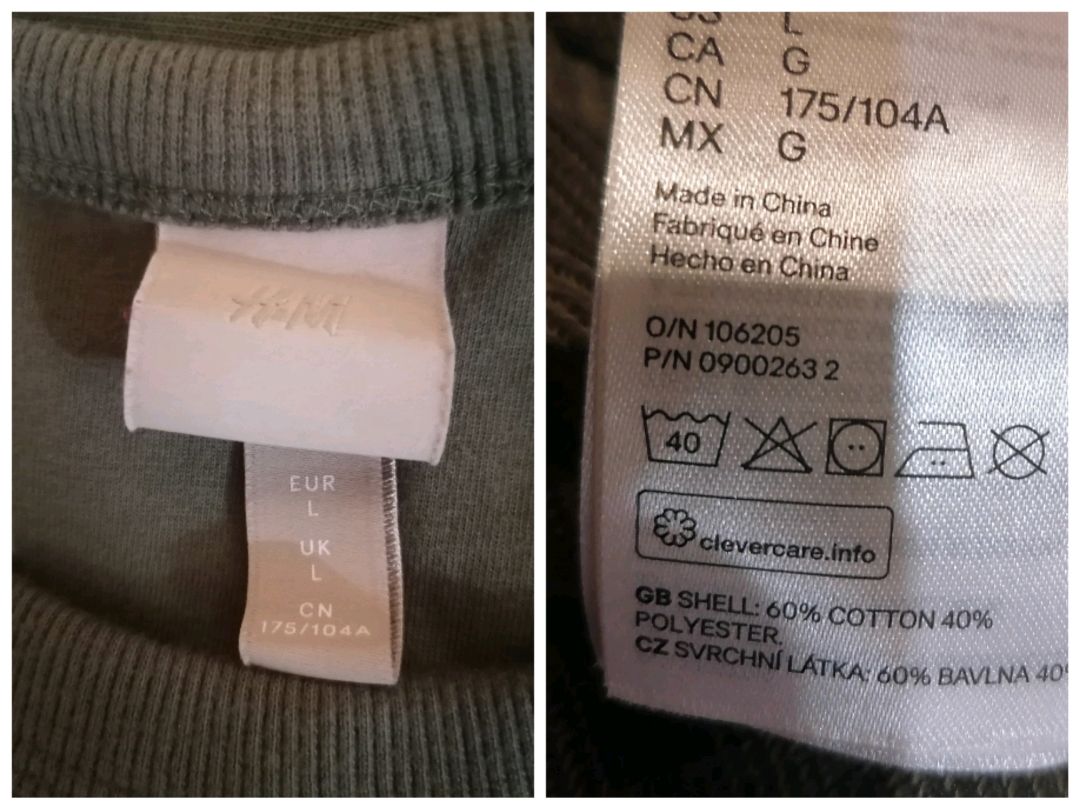 H&M
EUR
L
UK
L
CN
175/104A
US L
CA G
CN 175/104A
MX G
Made in China
Fabriqué en Chine
Hecho en China
O/N 106205
P/N 0900263 2
40
clevercare.info
GB SHELL: 60% COTTON 40%
POLYESTER.
CZ SVRCHNÍ LÁTKA: 60% BAVLNA 40%